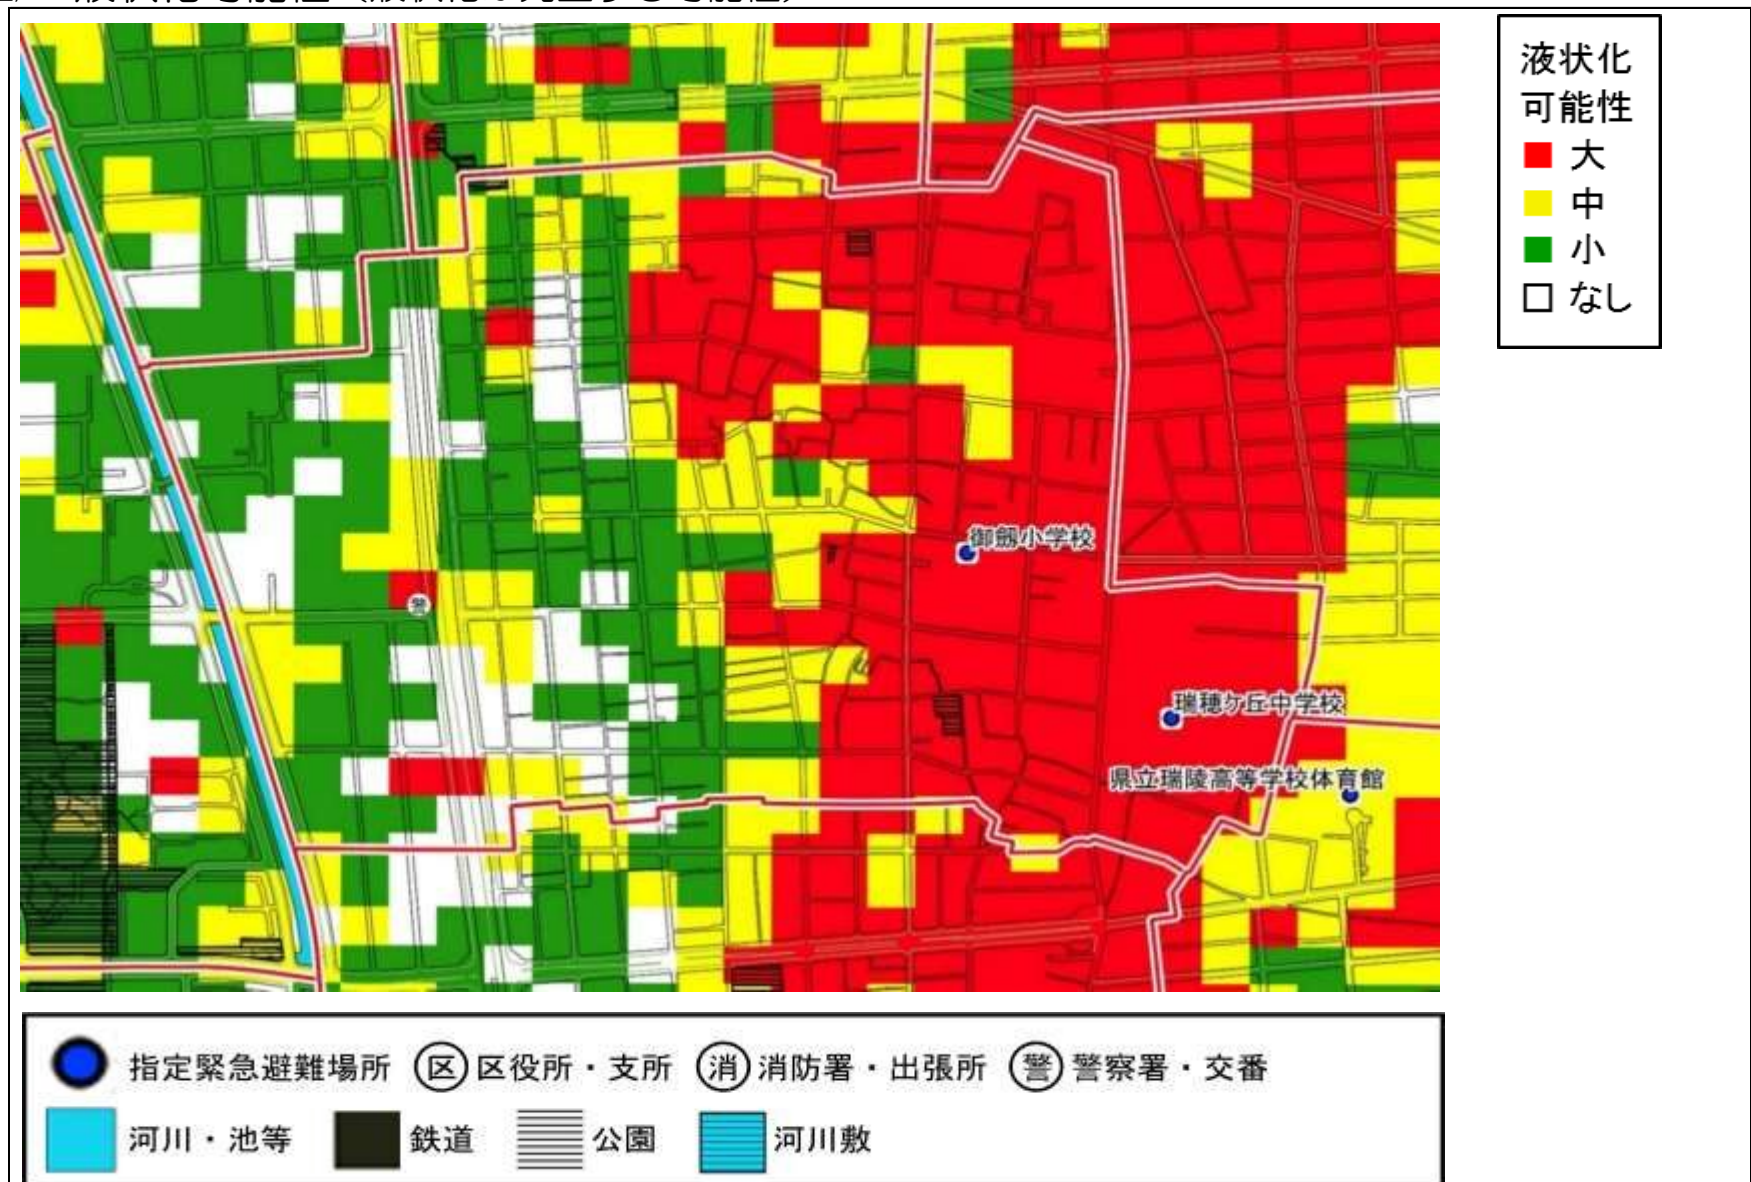 液状化
可能性
大
中
小
なし
御劔小学校
警
瑞穂ケ丘中学校
県立瑞陵高等学校体育館
指定緊急避難場所 区 区役所・支所 消 消防署・出張所 警 警察署・交番
河川・池等 鉄道 公園 河川敷